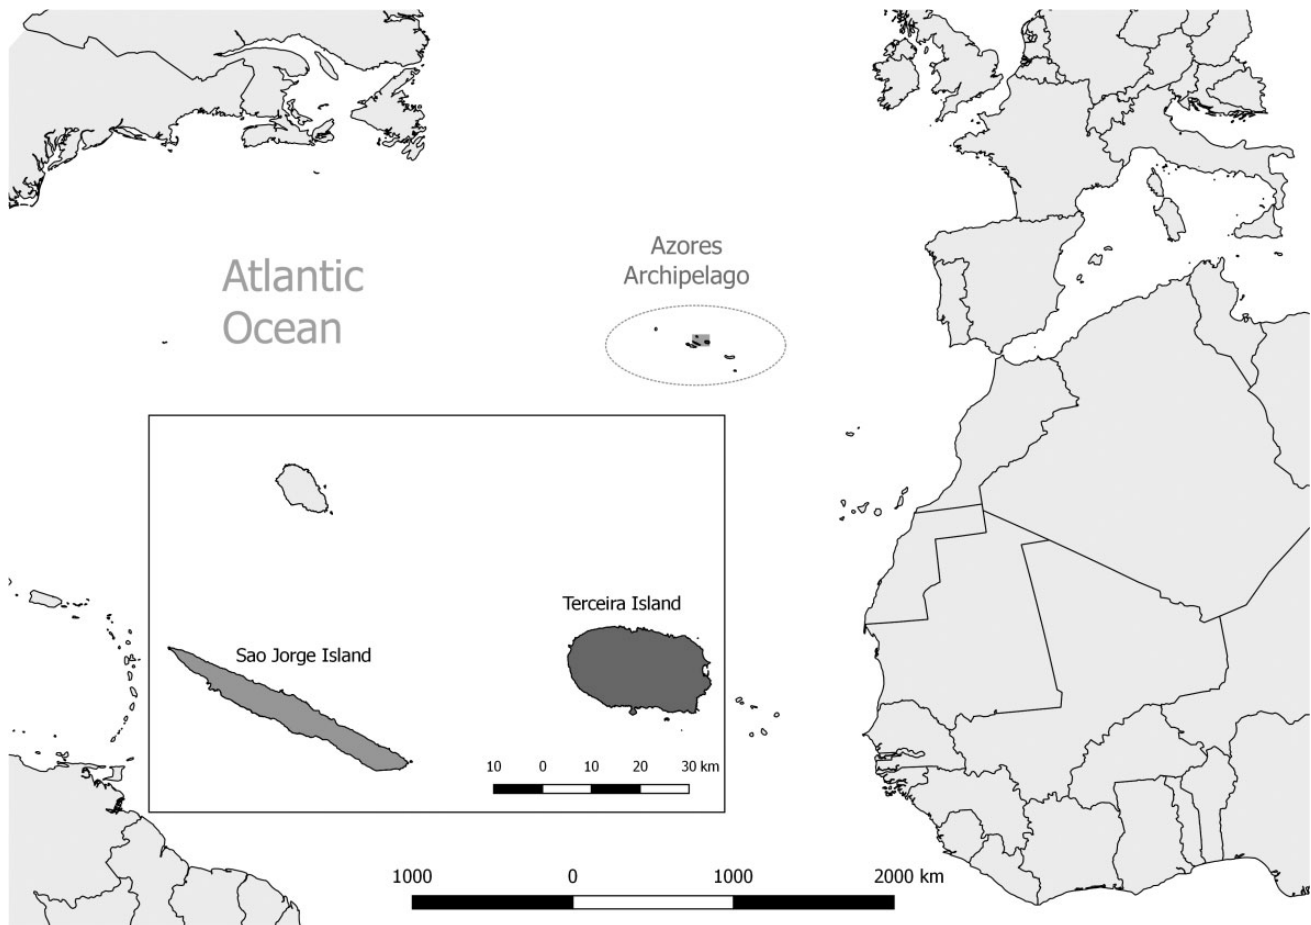 Azores
Archipelago
Atlantic
Ocean
Terceira Island
Sao Jorge Island
10 0 10 20 30 km
1000 0 1000 2000 km